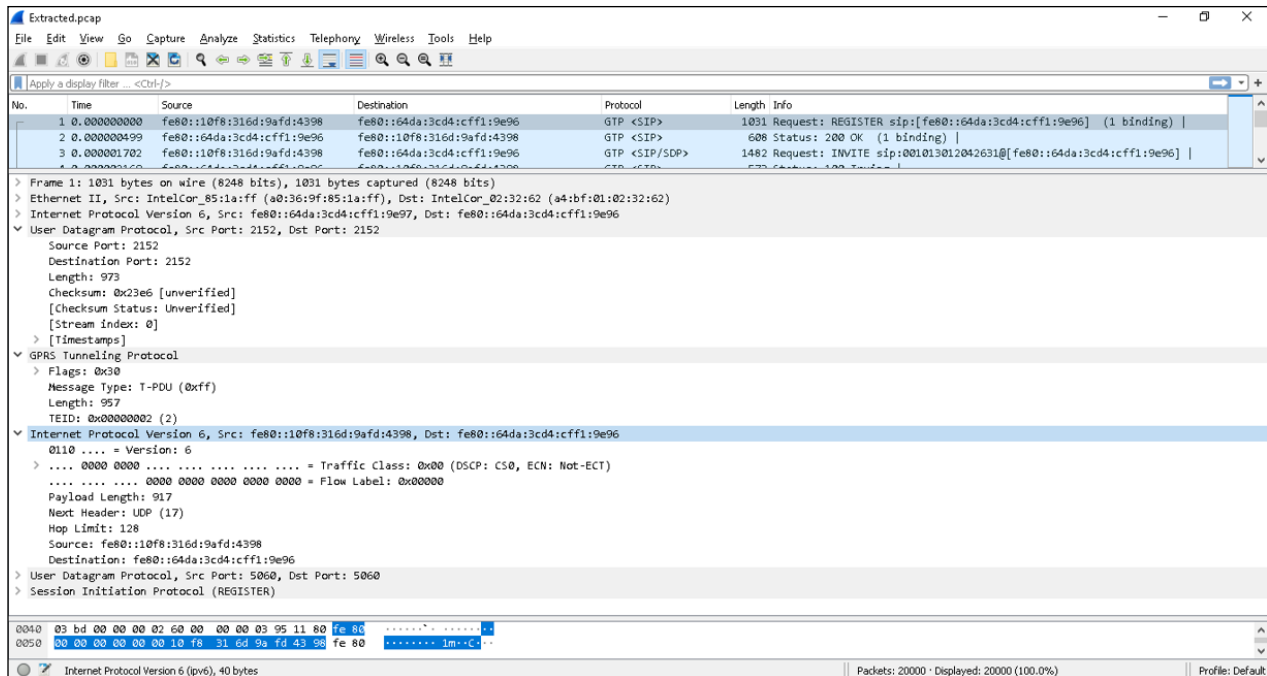 Extracted.pcap
File Edit View Go Capture Analyze Statistics Telephony Wireless Tools Help
Apply a display filter ... <Ctrl-/>
No. Time Source Destination Protocol Length Info
1 0.000000000 fe80::10f8:316d:9afd:4398 fe80::64da:3cd4:cff1:9e96 GTP <SIP> 1031 Request: REGISTER sip:[fe80::64da:3cd4:cff1:9e96] (1 binding) |
2 0.000000499 fe80::64da:3cd4:cff1:9e96 fe80::10f8:316d:9afd:4398 GTP <SIP> 608 Status: 200 OK (1 binding) |
3 0.000001702 fe80::10f8:316d:9afd:4398 fe80::64da:3cd4:cff1:9e96 GTP <SIP/SDP> 1482 Request: INVITE sip:001013012042631@[fe80::64da:3cd4:cff1:9e96] |
Frame 1: 1031 bytes on wire (8248 bits), 1031 bytes captured (8248 bits)
Ethernet II, Src: IntelCor_85:1a:ff (a0:36:9f:85:1a:ff), Dst: IntelCor_02:32:62 (a4:bf:01:02:32:62)
Internet Protocol Version 6, Src: fe80::64da:3cd4:cff1:9e97, Dst: fe80::64da:3cd4:cff1:9e96
User Datagram Protocol, Src Port: 2152, Dst Port: 2152
Source Port: 2152
Destination Port: 2152
Length: 973
Checksum: 0x23e6 [unverified]
[Checksum Status: Unverified]
[Stream index: 0]
[Timestamps]
GPRS Tunneling Protocol
Flags: 0x30
Message Type: T-PDU (0xff)
Length: 957
TEID: 0x00000002 (2)
Internet Protocol Version 6, Src: fe80::10f8:316d:9afd:4398, Dst: fe80::64da:3cd4:cff1:9e96
0110 .... = Version: 6
.... 0000 0000 .... .... .... .... .... = Traffic Class: 0x00 (DSCP: CS0, ECN: Not-ECT)
.... .... .... 0000 0000 0000 0000 0000 = Flow Label: 0x00000
Payload Length: 917
Next Header: UDP (17)
Hop Limit: 128
Source: fe80::10f8:316d:9afd:4398
Destination: fe80::64da:3cd4:cff1:9e96
User Datagram Protocol, Src Port: 5060, Dst Port: 5060
Session Initiation Protocol (REGISTER)
0040 03 bd 00 00 00 02 60 00 00 00 03 95 11 80 fe 80 ······`· ········
0050 00 00 00 00 00 00 10 f8 31 6d 9a fd 43 98 fe 80 ········ 1m··C···
Internet Protocol Version 6 (ipv6), 40 bytes Packets: 20000 · Displayed: 20000 (100.0%) Profile: Default